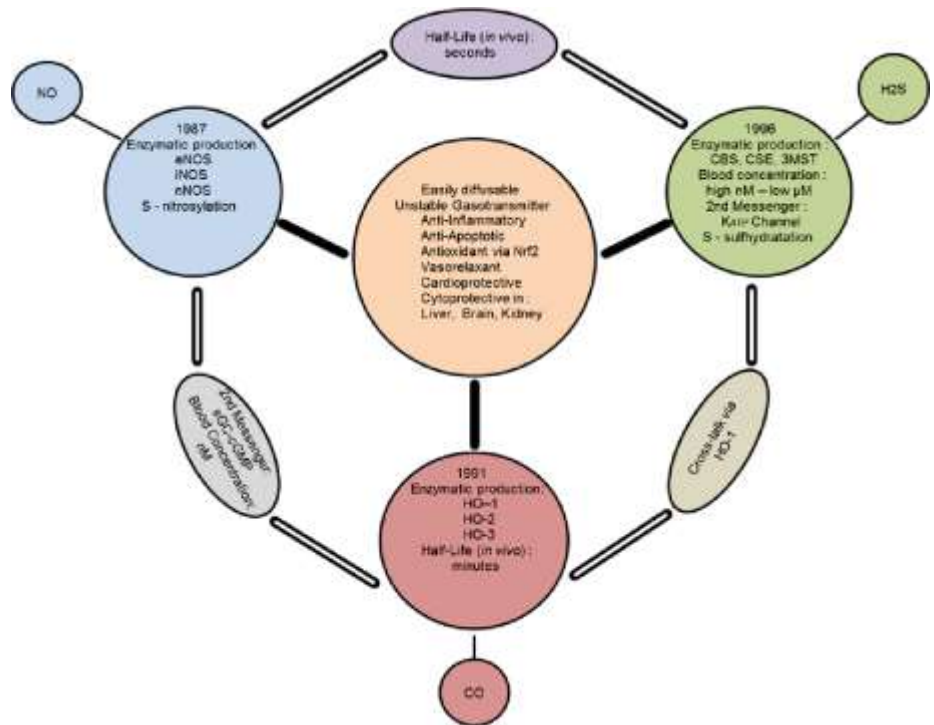 Half-Life (in vivo) :
seconds
NO
H2S
1987
Enzymatic production
eNOS
iNOS
nNOS
S - nitrosylation
1996
Enzymatic production :
CBS, CSE, 3MST
Blood concentration :
high nM – low µM
2nd Messenger :
KATP Channel
S - sulfhydratation
Easily diffusable
Unstable Gasotransmitter
Anti-Inflammatory
Anti-Apoptotic
Antioxidant via Nrf2
Vasorelaxant
Cardioprotective
Cytoprotective in :
Liver, Brain, Kidney
2nd Messenger
sGC-cGMP
Blood Concentration:
nM
Cross-talk via
HO-1
1991
Enzymatic production:
HO-1
HO-2
HO-3
Half-Life (in vivo) :
minutes
CO